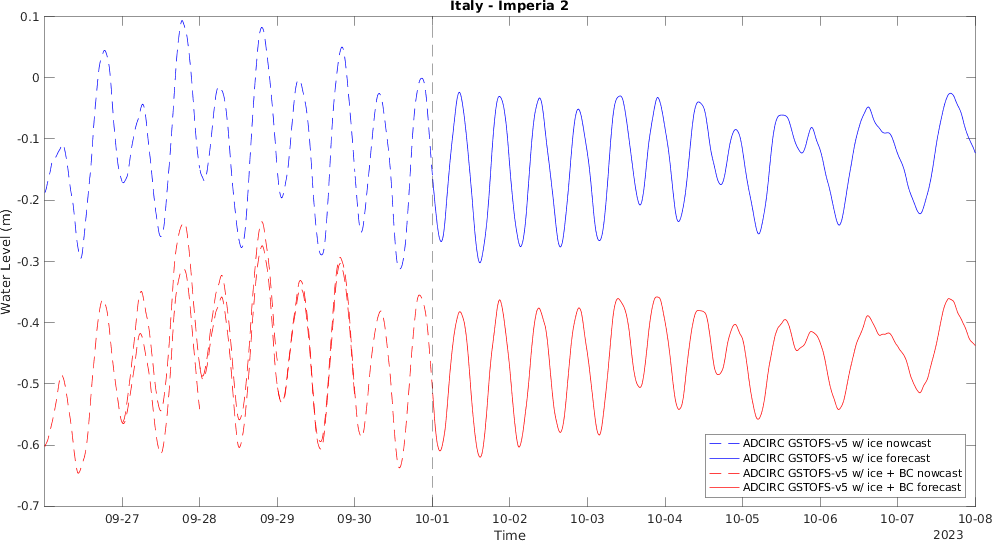 Italy - Imperia 2
0.1
0
-0.1
-0.2
-0.3
-0.4
-0.5
-0.6
-0.7
Water Level (m)
ADCIRC GSTOFS-v5 w/ ice nowcast
ADCIRC GSTOFS-v5 w/ ice forecast
ADCIRC GSTOFS-v5 w/ ice + BC nowcast
ADCIRC GSTOFS-v5 w/ ice + BC forecast
09-27 09-28 09-29 09-30 10-01 10-02 10-03 10-04 10-05 10-06 10-07 10-08
Time
2023